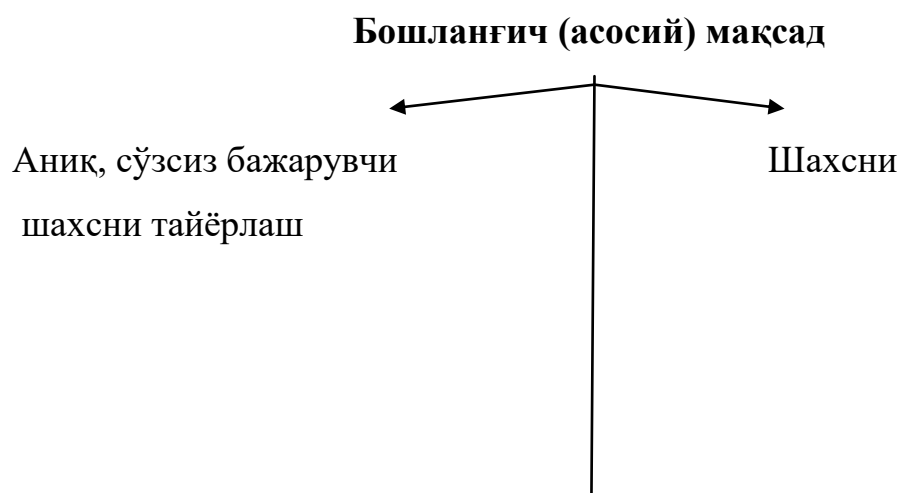 Бошланғич (асосий) мақсад
Аниқ, сўзсиз бажарувчи
шахсни тайёрлаш
Шахсни